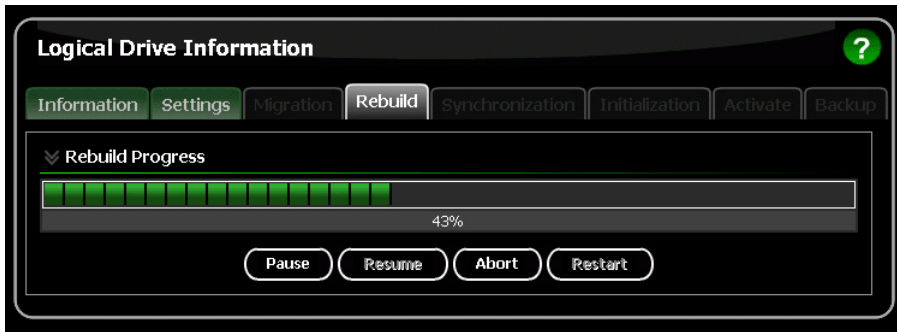 Logical Drive Information
?
Information Settings Migration Rebuild Synchronization Initialization Activate Backup
Rebuild Progress
43%
Pause Resume Abort Restart